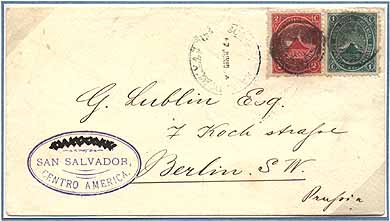 G. Lublin Esq.
7 Koch straße
Berlin. S. W.
Prussia
SAN SALVADOR,
CENTRO AMERICA.